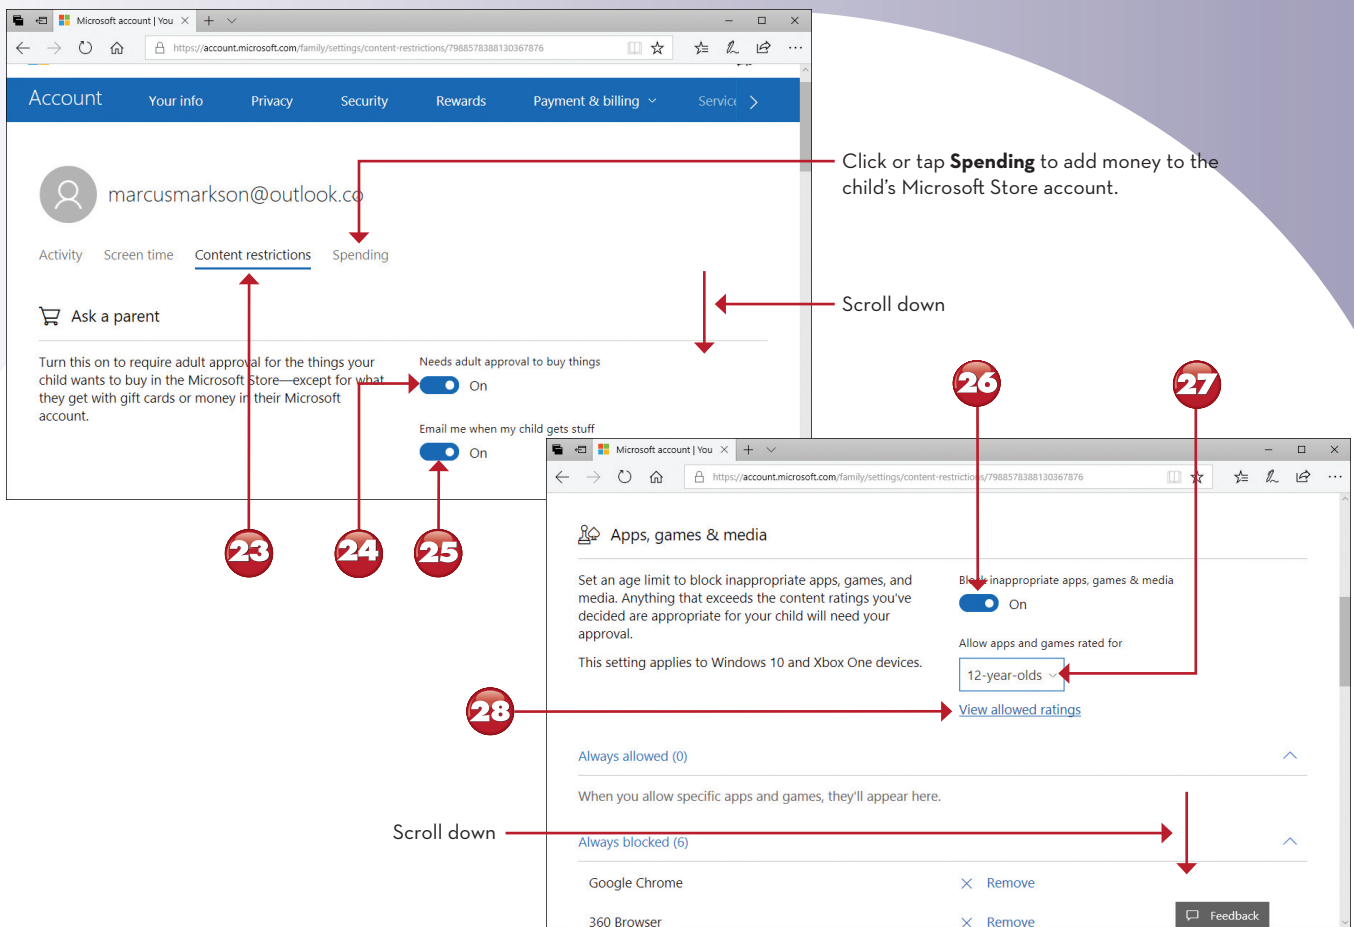 Microsoft account | You
https://account.microsoft.com/family/settings/content-restrictions/7988578388130367876
Account Your info Privacy Security Rewards Payment & billing
marcusmarkson@outlook.co
Activity Screen time Content restrictions Spending
Ask a parent
Turn this on to require adult approval for the things your
child wants to buy in the Microsoft Store—except for what
they get with gift cards or money in their Microsoft
account.
Needs adult approval to buy things
On
Email me when my child gets stuff
On
Click or tap Spending to add money to the
child's Microsoft Store account.
Scroll down
23
24
25
26
27
Microsoft account | You
https://account.microsoft.com/family/settings/content-restrictions/7988578388130367876
Apps, games & media
Set an age limit to block inappropriate apps, games, and
media. Anything that exceeds the content ratings you've
decided are appropriate for your child will need your
approval.
This setting applies to Windows 10 and Xbox One devices.
Block inappropriate apps, games & media
On
Allow apps and games rated for
12-year-olds
28
View allowed ratings
Always allowed (0)
When you allow specific apps and games, they'll appear here.
Scroll down
Always blocked (6)
Google Chrome Remove
360 Browser Remove
Feedback